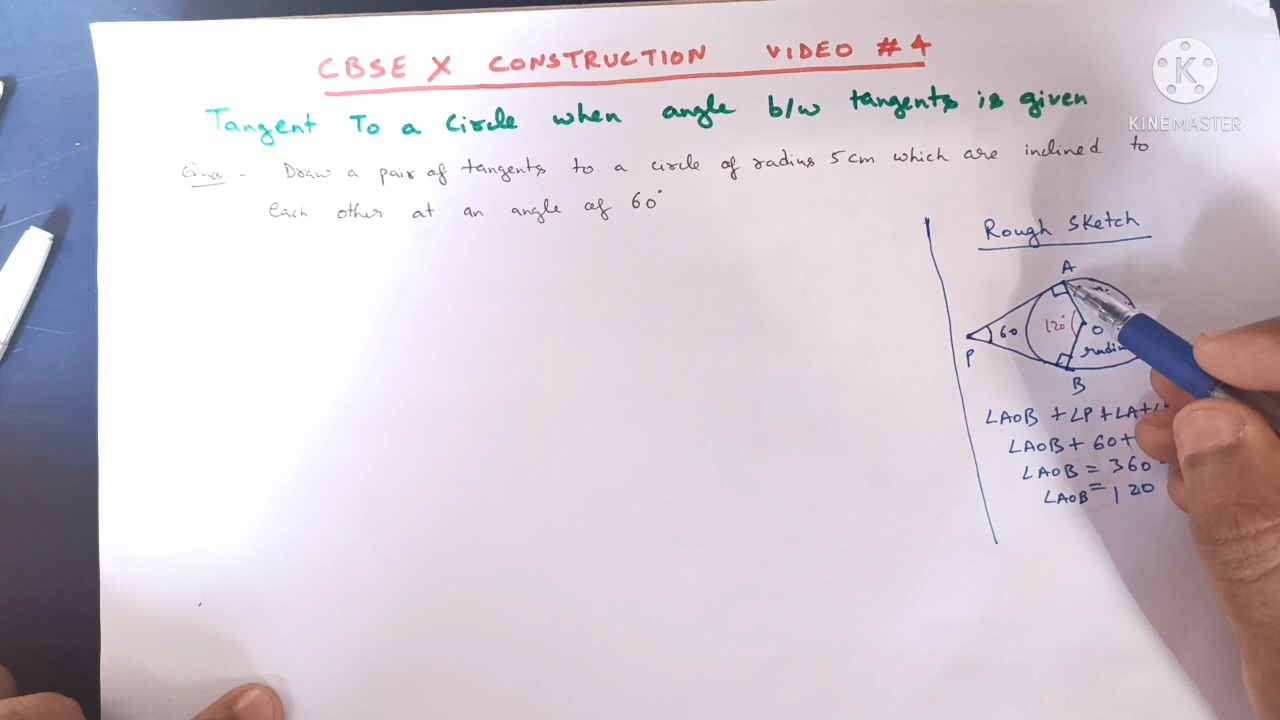 CBSE X CONSTRUCTION VIDEO # 4
K
KINEMASTER
Tangent To a Circle when angle b/w tangents is given
Draw a pair of tangents to a circle of radius 5 cm which are inclined to
each other at an angle of 60°
Rough Sketch
A
60
120°
O
P
B
∠AOB + ∠P + ∠A +
∠AOB + 60 +
∠AOB = 360
∠AOB = 120